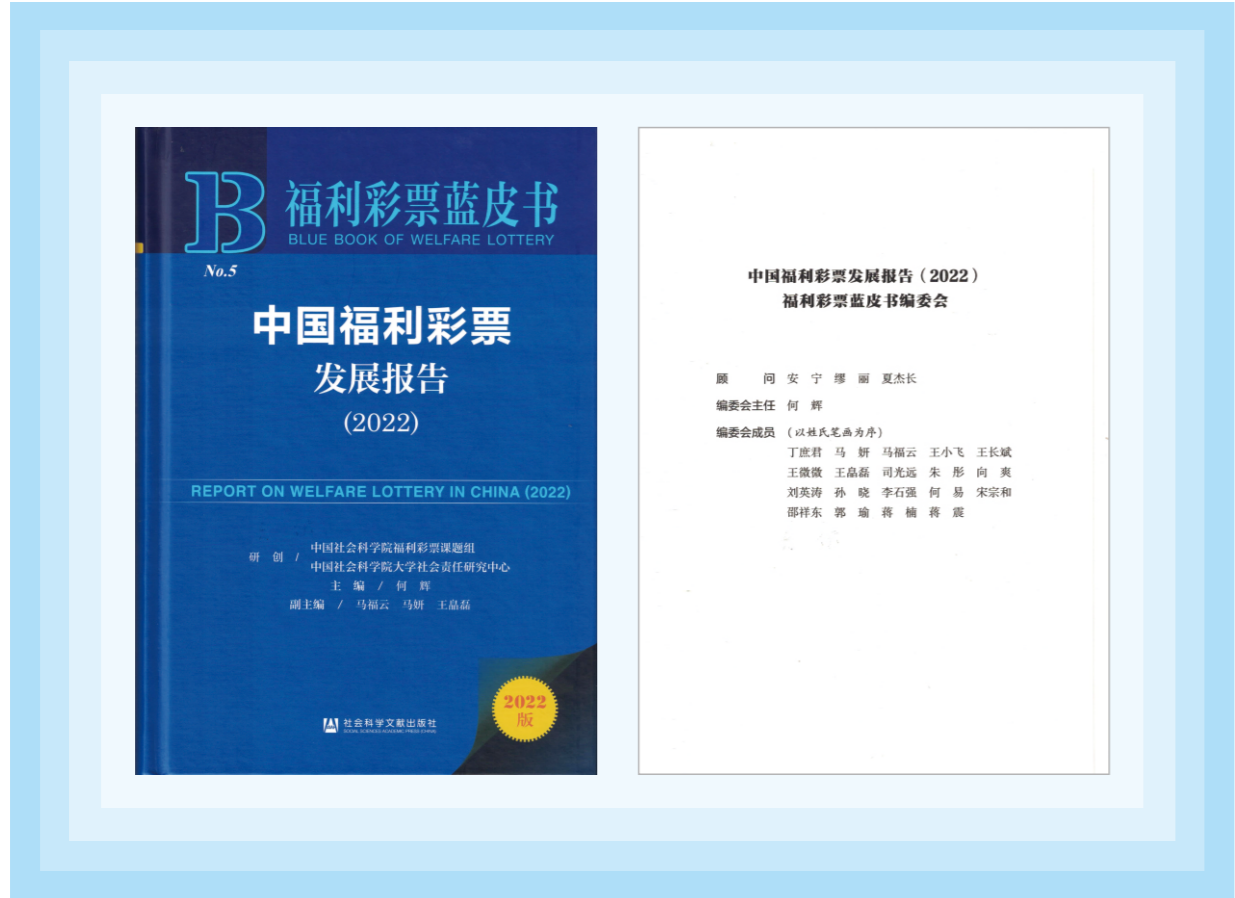 B
福利彩票蓝皮书
BLUE BOOK OF WELFARE LOTTERY
No.5
中国福利彩票
发展报告
(2022)
REPORT ON WELFARE LOTTERY IN CHINA (2022)
研 创 / 中国社会科学院福利彩票课题组
中国社会科学院大学社会责任研究中心
主 编 / 何 辉
副主编 / 马福云 马妍 王晶磊
2022
版
社会科学文献出版社
SOCIAL SCIENCES ACADEMIC PRESS (CHINA)
中国福利彩票发展报告（2022）
福利彩票蓝皮书编委会
顾 问 安 宁 缪 丽 夏杰长
编委会主任 何 辉
编委会成员 （以姓氏笔画为序）
丁庶君 马 妍 马福云 王小飞 王长斌
王微微 王晶磊 司光远 朱 彤 向 爽
刘英涛 孙 晓 李石强 何 易 宋宗和
邵祥东 郭 瑜 蒋 楠 蒋 震